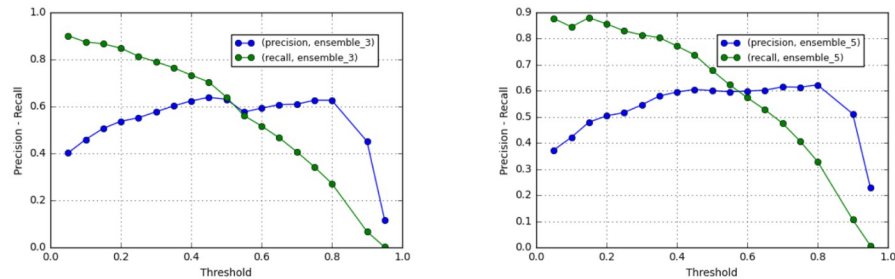 1.0
0.8
0.6
0.4
0.2
0.0
Precision - Recall
(precision, ensemble_3)
(recall, ensemble_3)
0.0 0.2 0.4 0.6 0.8 1.0
Threshold
0.9
0.8
0.7
0.6
0.5
0.4
0.3
0.2
0.1
0.0
Precision - Recall
(precision, ensemble_5)
(recall, ensemble_5)
0.0 0.2 0.4 0.6 0.8 1.0
Threshold